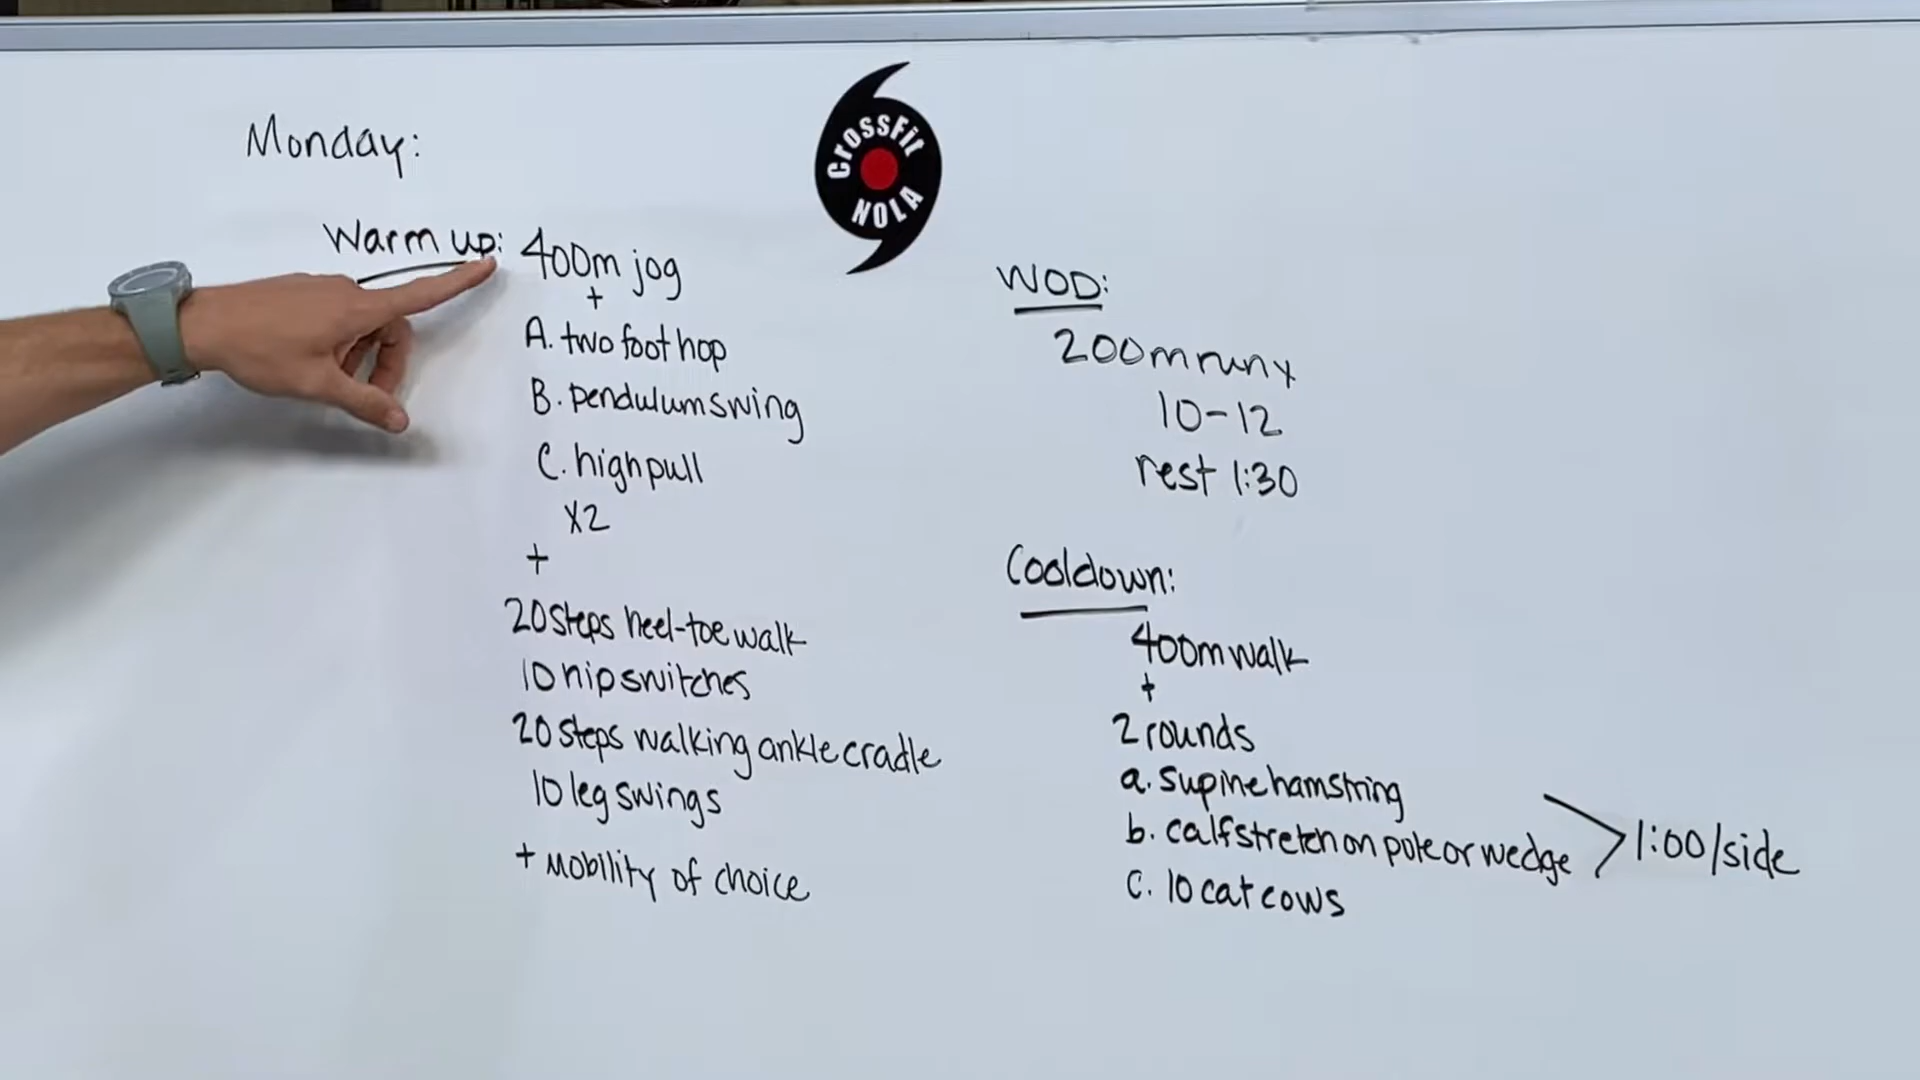 Monday:
CrossFit
NOLA
Warm up: 400m jog
+
A. two foot hop
B. pendulum swing
C. high pull
x2
+
20 steps heel-toe walk
10 hip switches
20 steps walking ankle cradle
10 leg swings
+ mobility of choice
WOD:
200m run x
10-12
rest 1:30
Cooldown:
400m walk
+
2 rounds
a. supine hamstring
b. calf stretch on pole or wedge
1:00/side
c. 10 cat cows